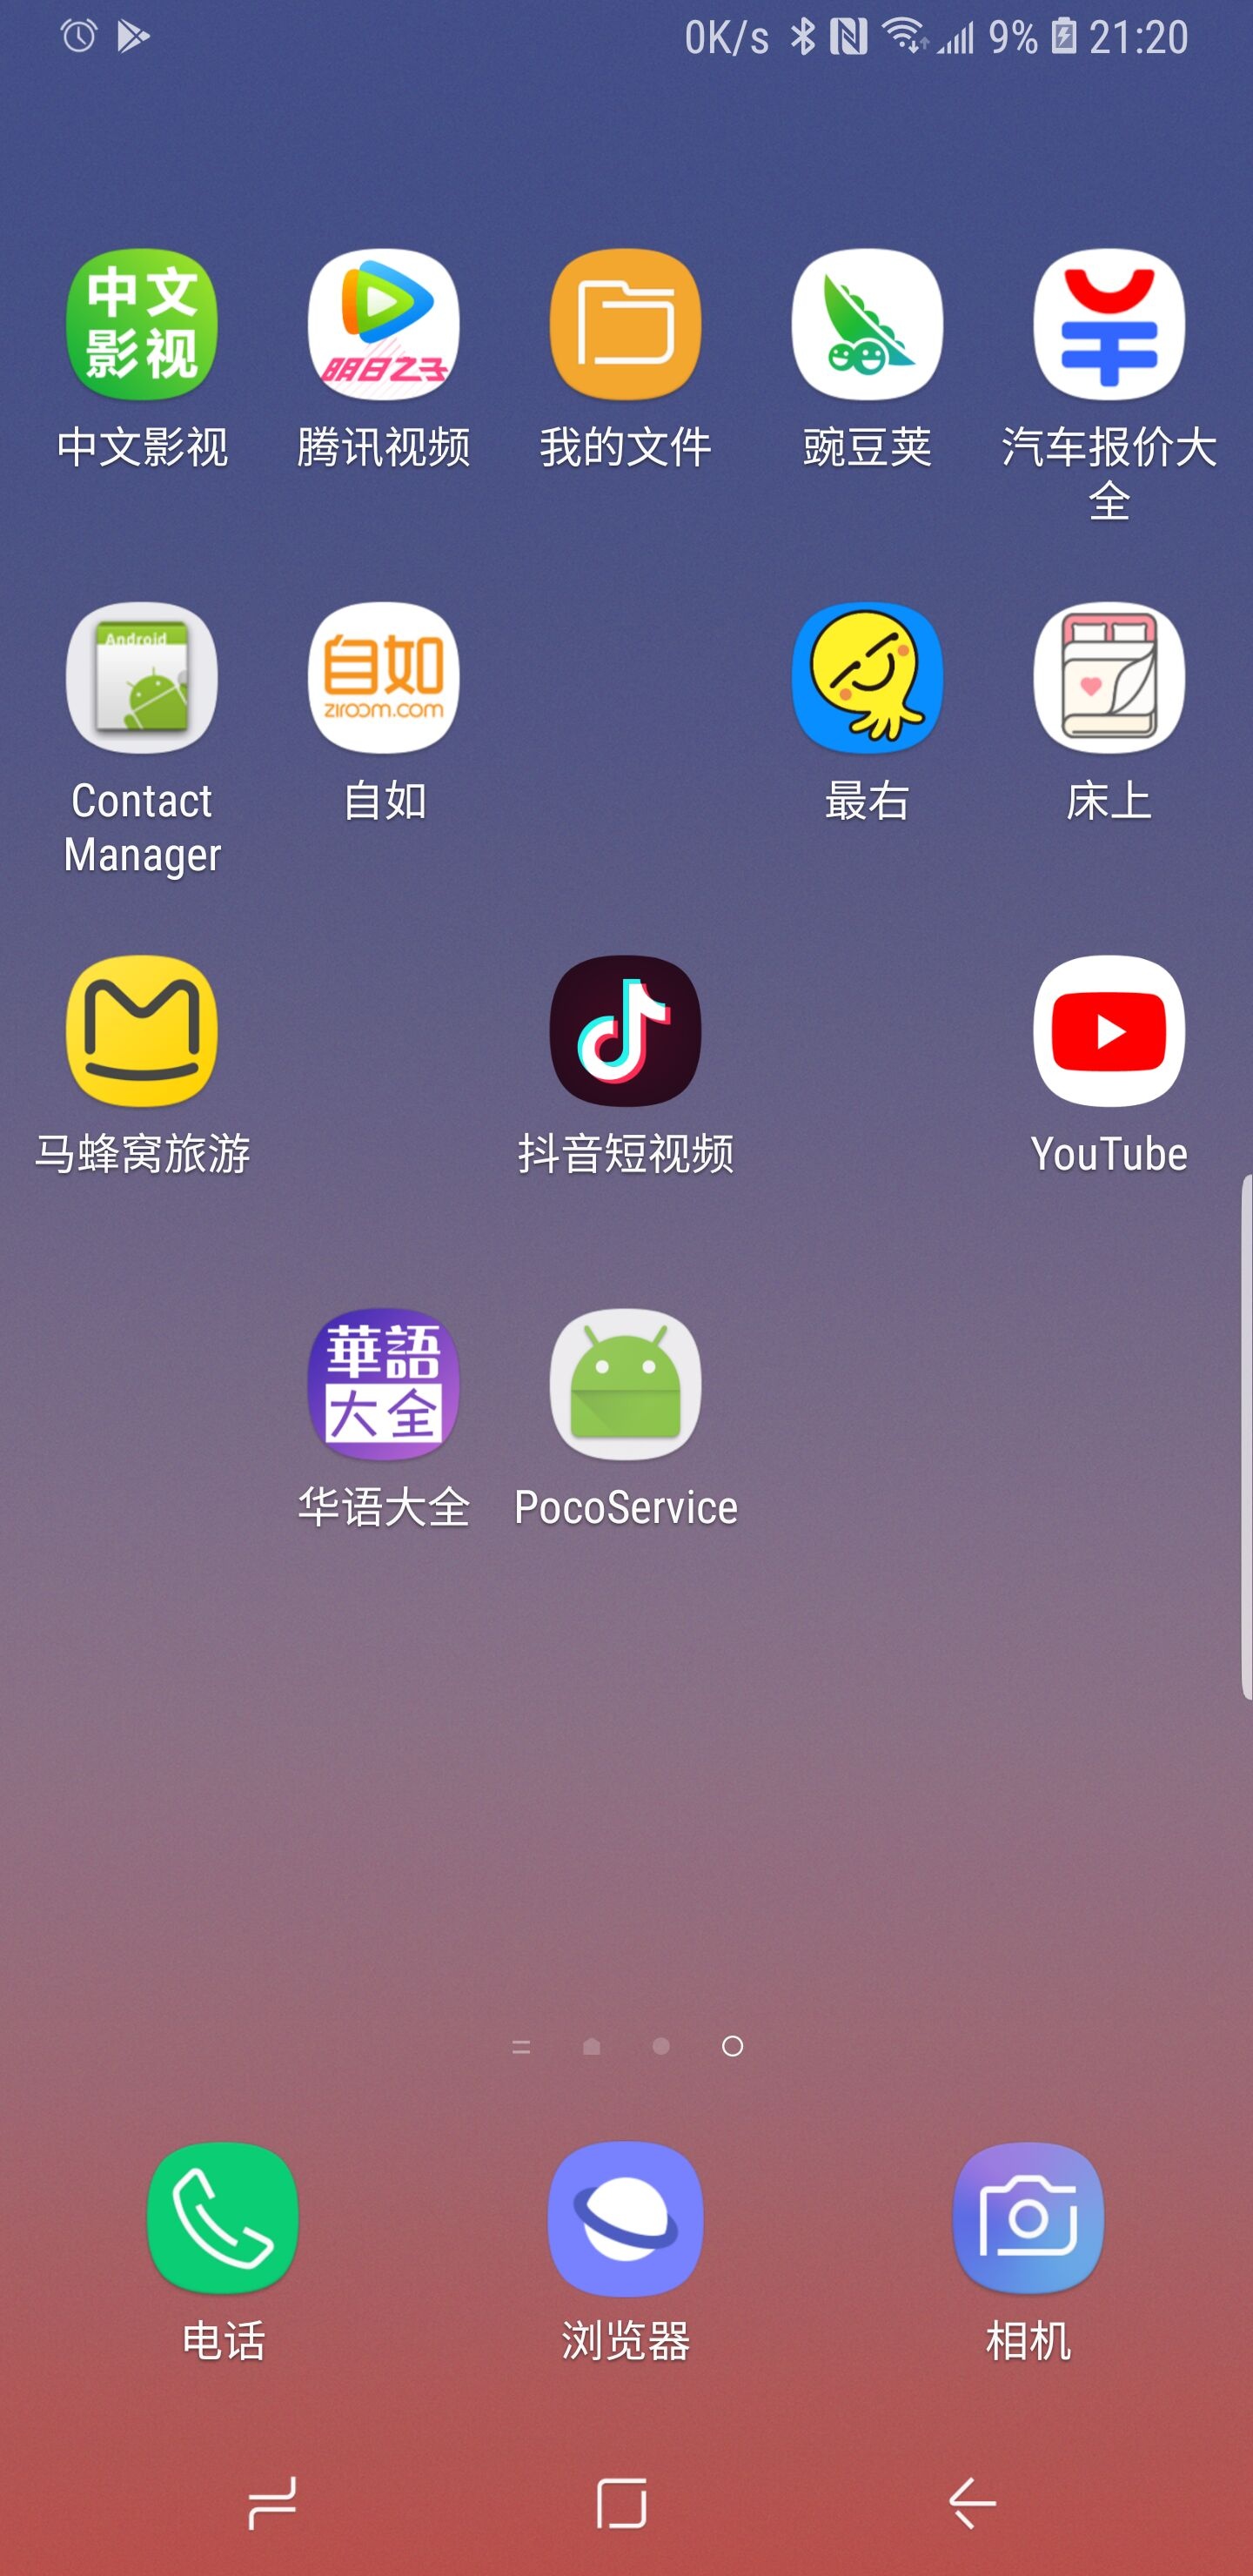 0K/s 9% 21:20
中文
影视
明日之子
中文影视
腾讯视频
我的文件
豌豆荚
汽车报价大
全
Android
自如
ziroom.com
Contact
Manager
自如
最右
床上
马蜂窝旅游
抖音短视频
YouTube
華語
大全
华语大全
PocoService
电话
浏览器
相机